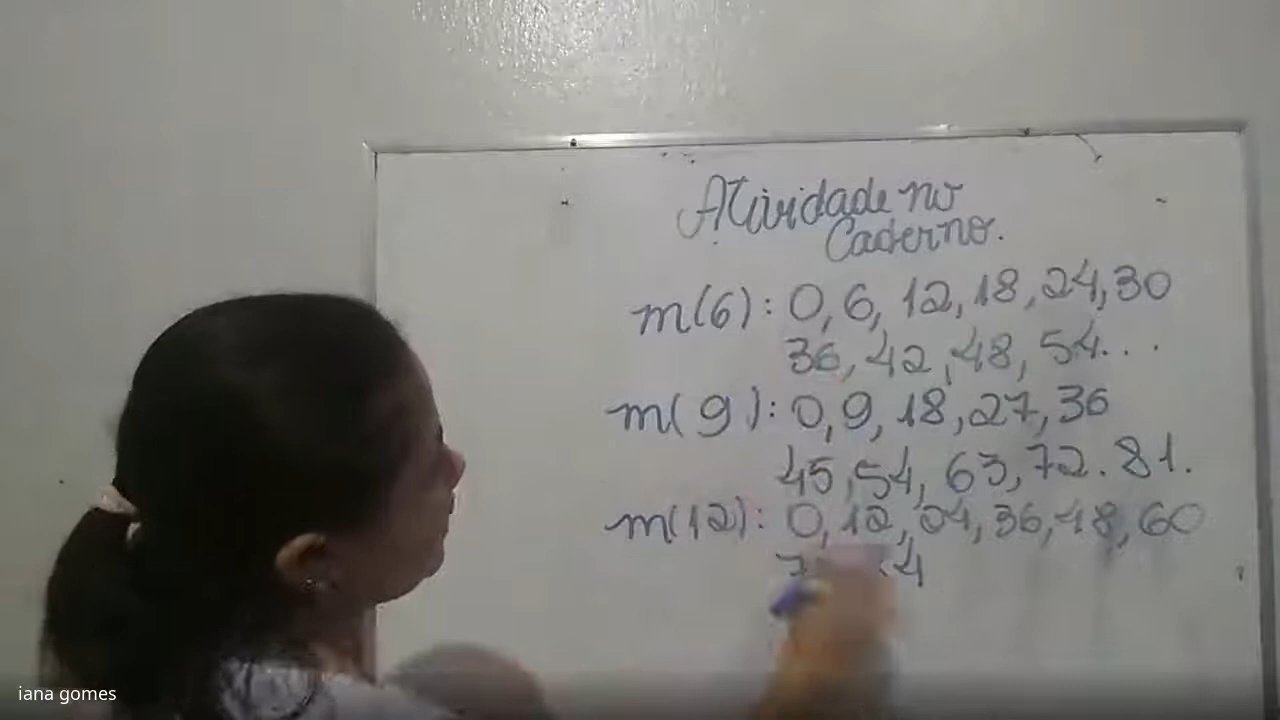 Atividade no
Caderno.
m(6): 0, 6, 12, 18, 24, 30
36, 42, 48, 54...
m(9): 0, 9, 18, 27, 36
45, 54, 63, 72. 81.
m(12): 0, 12, 24, 36, 48, 60
iana gomes